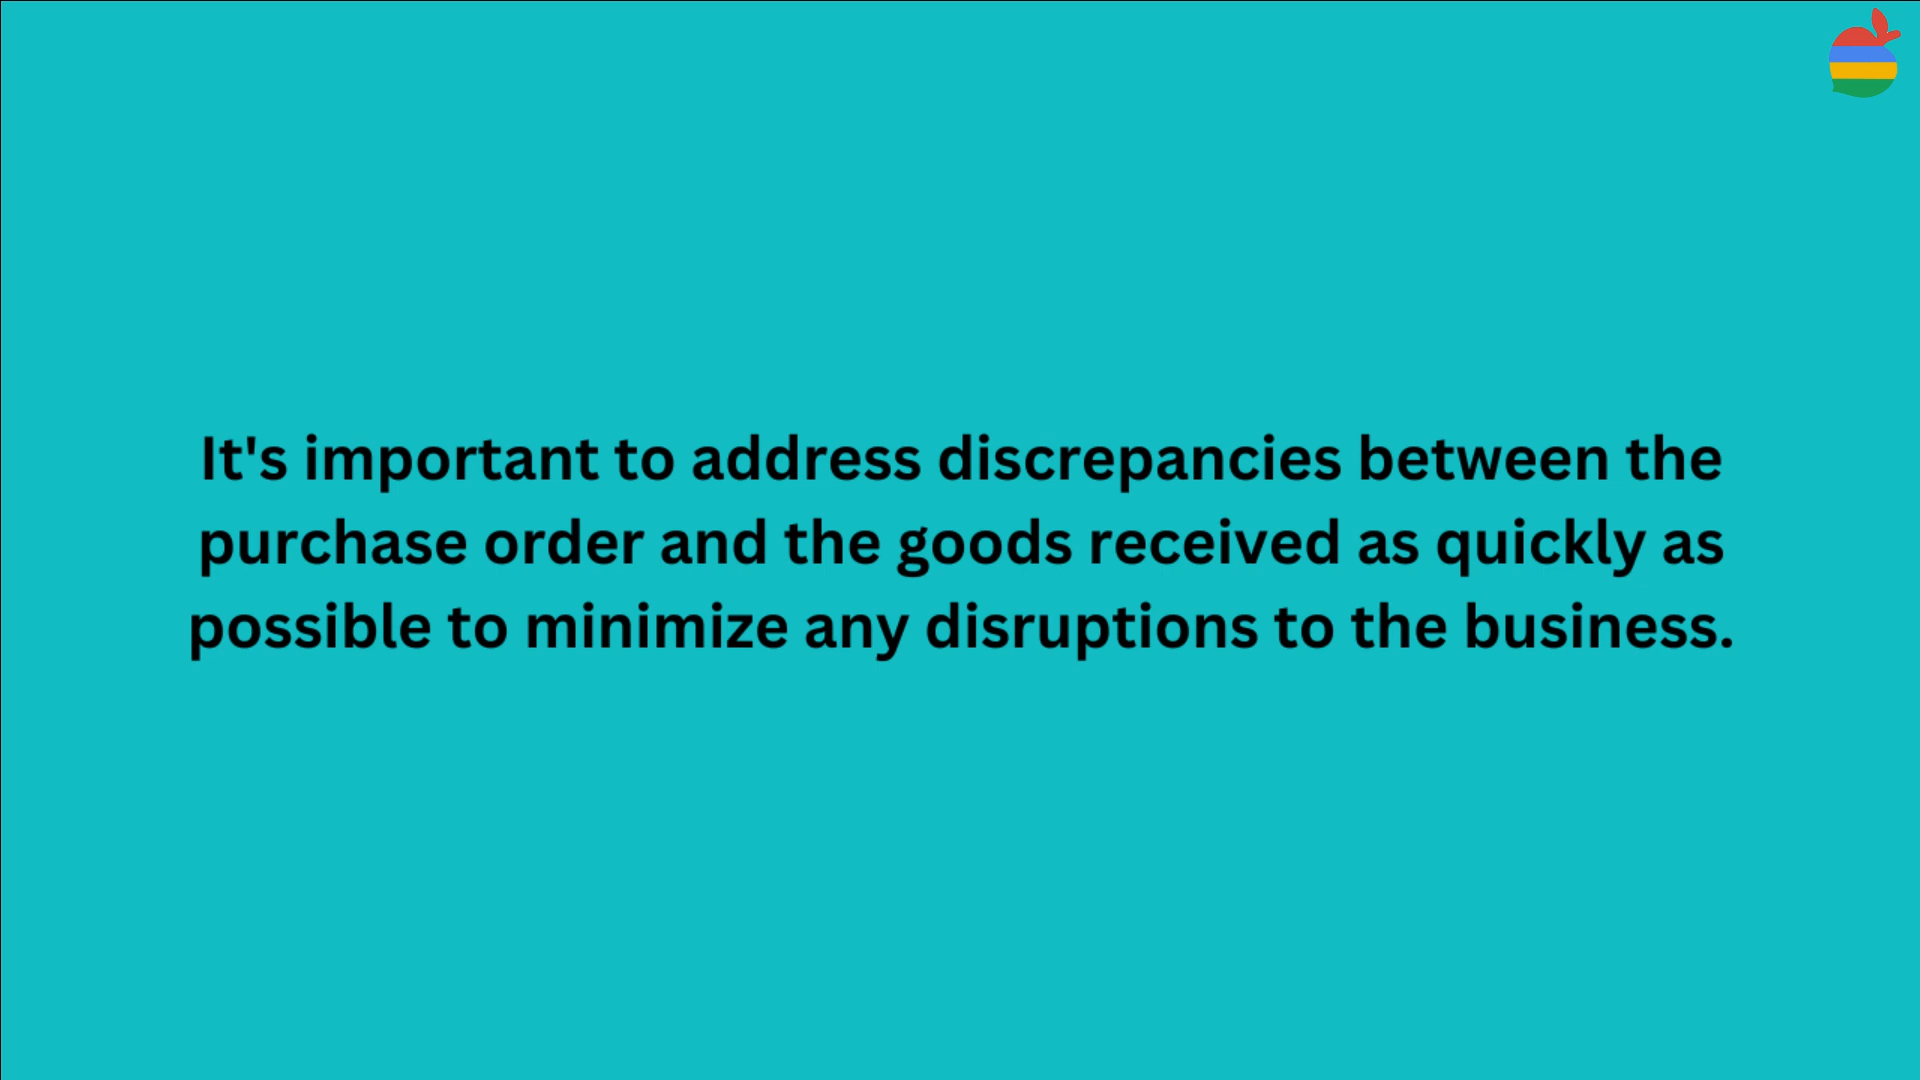 It's important to address discrepancies between the
purchase order and the goods received as quickly as
possible to minimize any disruptions to the business.